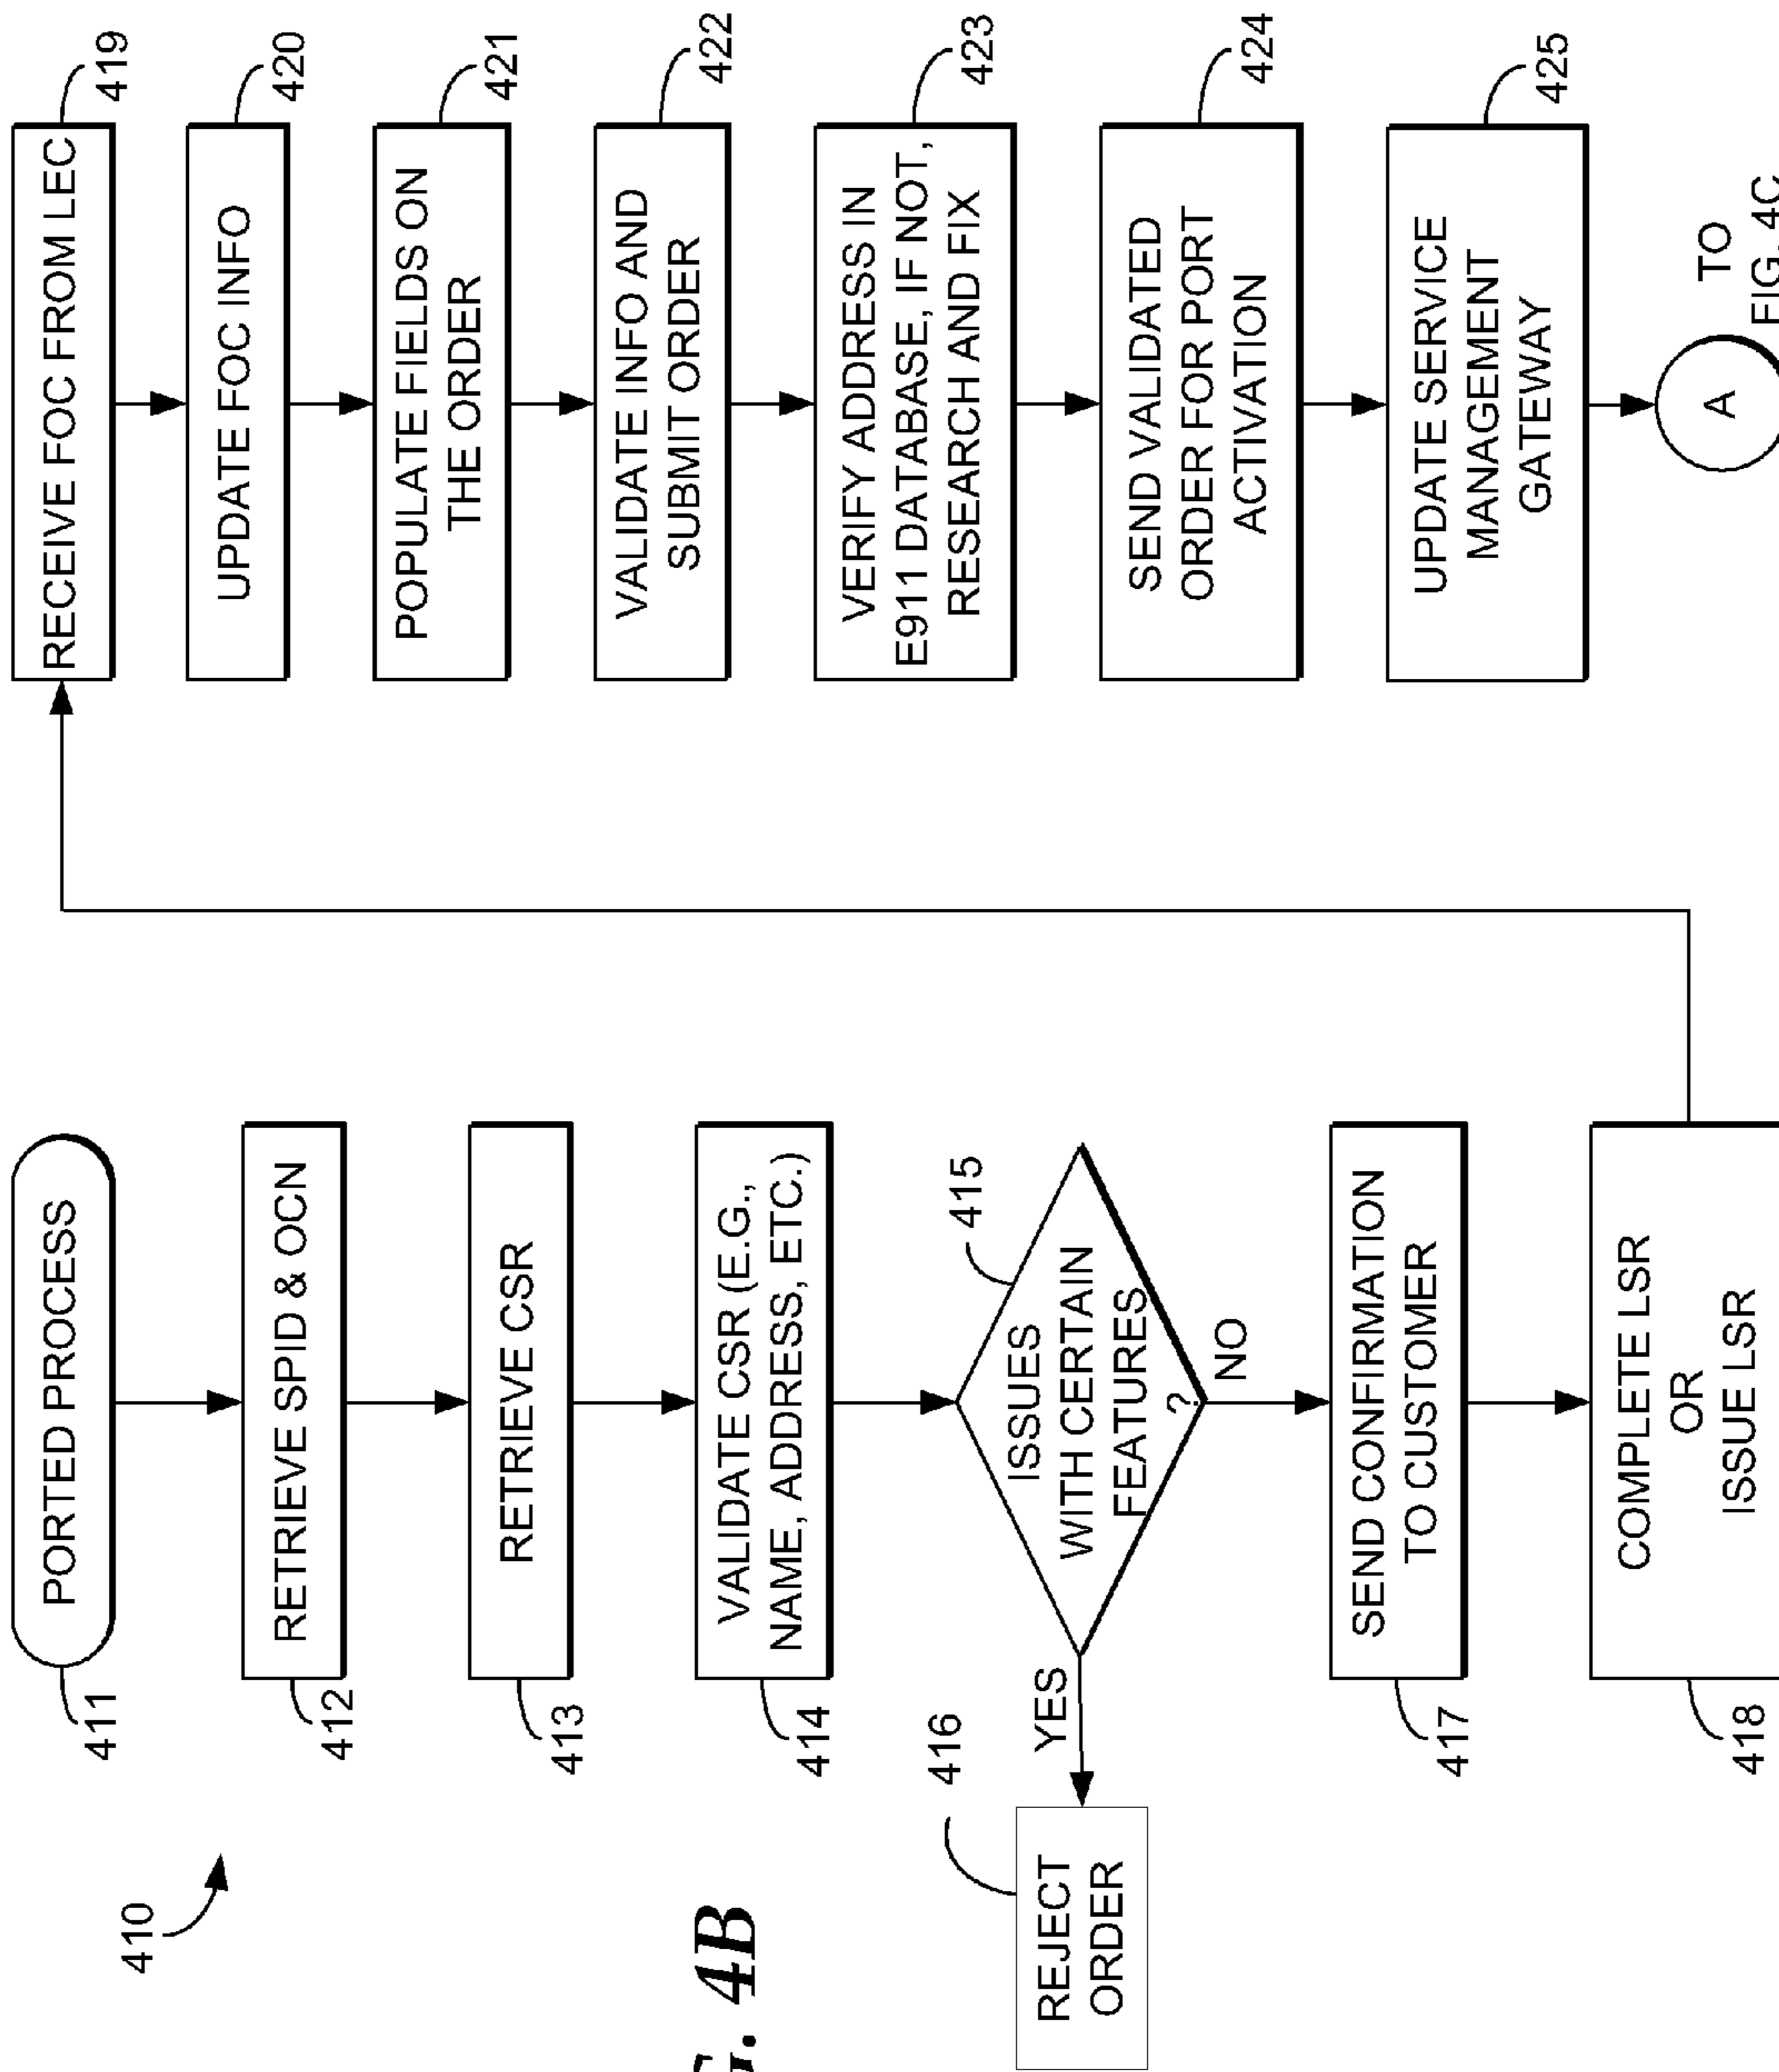 410
411
PORTED PROCESS
412
RETRIEVE SPID & OCN
413
RETRIEVE CSR
414
VALIDATE CSR (E.G.,
NAME, ADDRESS, ETC.)
415
ISSUES
WITH CERTAIN
FEATURES
?
YES
NO
416
REJECT
ORDER
417
SEND CONFIRMATION
TO CUSTOMER
418
COMPLETE LSR
OR
ISSUE LSR
RECEIVE FOC FROM LEC
419
UPDATE FOC INFO
420
POPULATE FIELDS ON
THE ORDER
421
VALIDATE INFO AND
SUBMIT ORDER
422
VERIFY ADDRESS IN
E911 DATABASE, IF NOT,
RESEARCH AND FIX
423
SEND VALIDATED
ORDER FOR PORT
ACTIVATION
424
UPDATE SERVICE
MANAGEMENT
GATEWAY
425
A
TO
FIG. 4C
4B